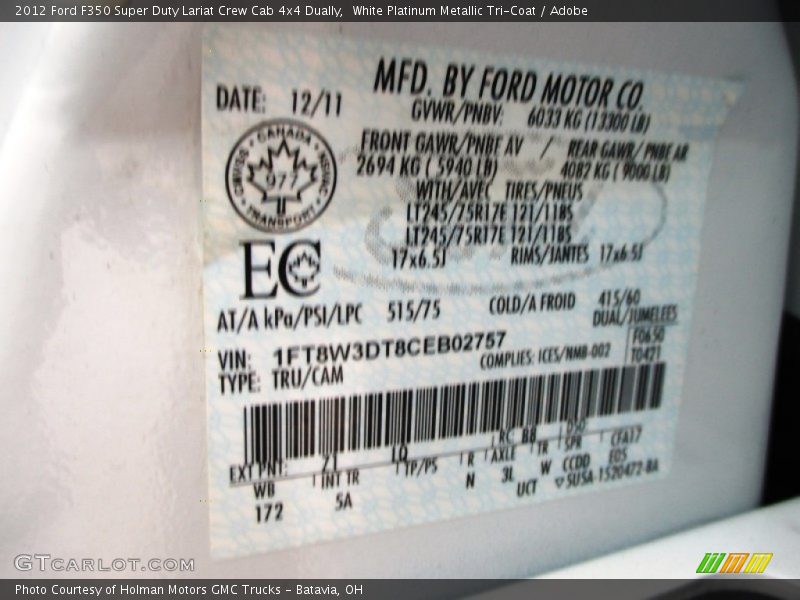 2012 Ford F350 Super Duty Lariat Crew Cab 4x4 Dually, White Platinum Metallic Tri-Coat / Adobe
MFD. BY FORD MOTOR CO.
DATE: 12/11
GVWR/PNBV: 6033 KG (13300 LB)
FRONT GAWR/PNBE AV / REAR GAWR/PNBE AR
2694 KG ( 5940 LB) 4082 KG ( 9000 LB)
WITH/AVEC TIRES/PNEUS
LT245/75R17E 121/118S
LT245/75R17E 121/118S
17x6.5J RIMS/JANTES 17x6.5J
CANADA
977
TRANSPORT
EC
AT/A kPa/PSI/LPC 515/75 COLD/A FROID 415/60
DUAL/JUMELEES
VIN: 1FT8W3DT8CEB02757
F0650
TYPE: TRU/CAM COMPLIES: ICES/NMB-002
T0421
EXT PNT: Z1 LQ RC: BB DSO:
WB INT TR TP/PS R AXLE TR SPR CFA17
172 5A N 3L W CCDD E05
UCT ▽SUSA 1520472-BA
GTCARLOT.COM
Photo Courtesy of Holman Motors GMC Trucks - Batavia, OH